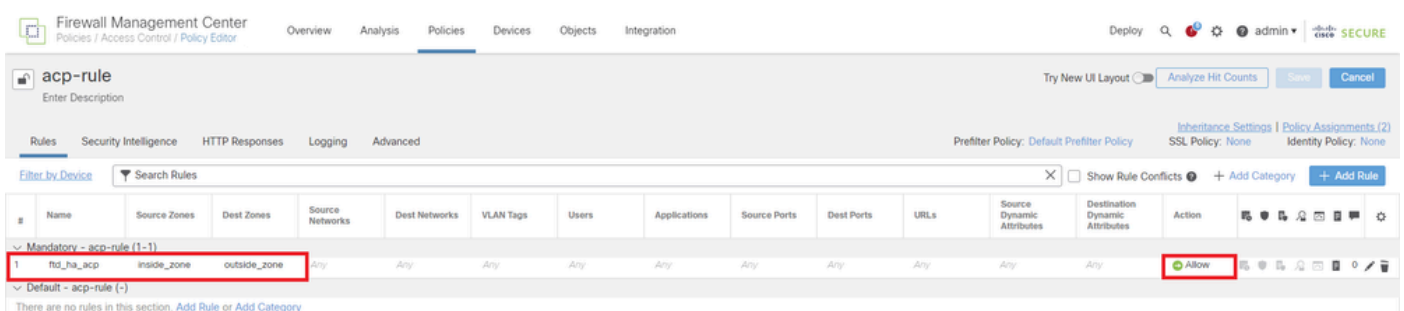 Firewall Management Center
Policies / Access Control / Policy Editor
Overview Analysis Policies Devices Objects Integration
Deploy admin cisco SECURE
acp-rule
Enter Description
Try New UI Layout Analyze Hit Counts Save Cancel
Inheritance Settings | Policy Assignments (2)
Rules Security Intelligence HTTP Responses Logging Advanced
Prefilter Policy: Default Prefilter Policy SSL Policy: None Identity Policy: None
Filter by Device Search Rules Show Rule Conflicts + Add Category + Add Rule
# Name Source Zones Dest Zones Source Networks Dest Networks VLAN Tags Users Applications Source Ports Dest Ports URLs Source Dynamic Attributes Destination Dynamic Attributes Action
Mandatory - acp-rule (1-1)
1 ftd_ha_acp inside_zone outside_zone Any Any Any Any Any Any Any Any Any Any Allow 0
Default - acp-rule (-)
There are no rules in this section. Add Rule or Add Category